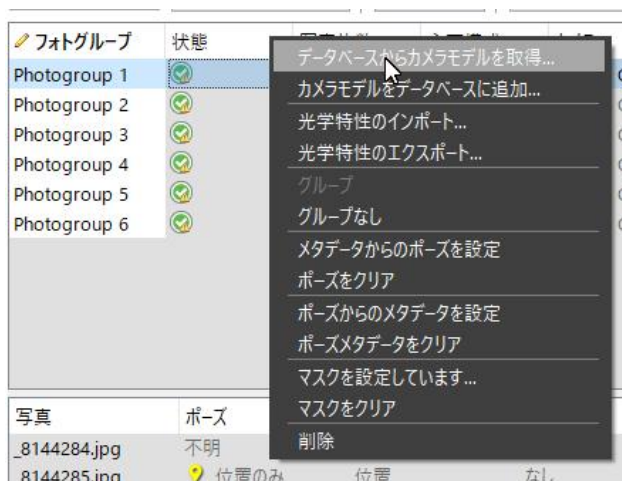 フォトグループ 状態
データベースからカメラモデルを取得...
Photogroup 1
カメラモデルをデータベースに追加...
Photogroup 2
光学特性のインポート...
Photogroup 3
光学特性のエクスポート...
Photogroup 4
グループ
Photogroup 5
グループなし
Photogroup 6
メタデータからのポーズを設定
ポーズをクリア
ポーズからのメタデータを設定
ポーズメタデータをクリア
マスクを設定しています...
マスクをクリア
写真 ポーズ
削除
_8144284.jpg 不明
_8144285.jpg 位置のみ 位置 なし